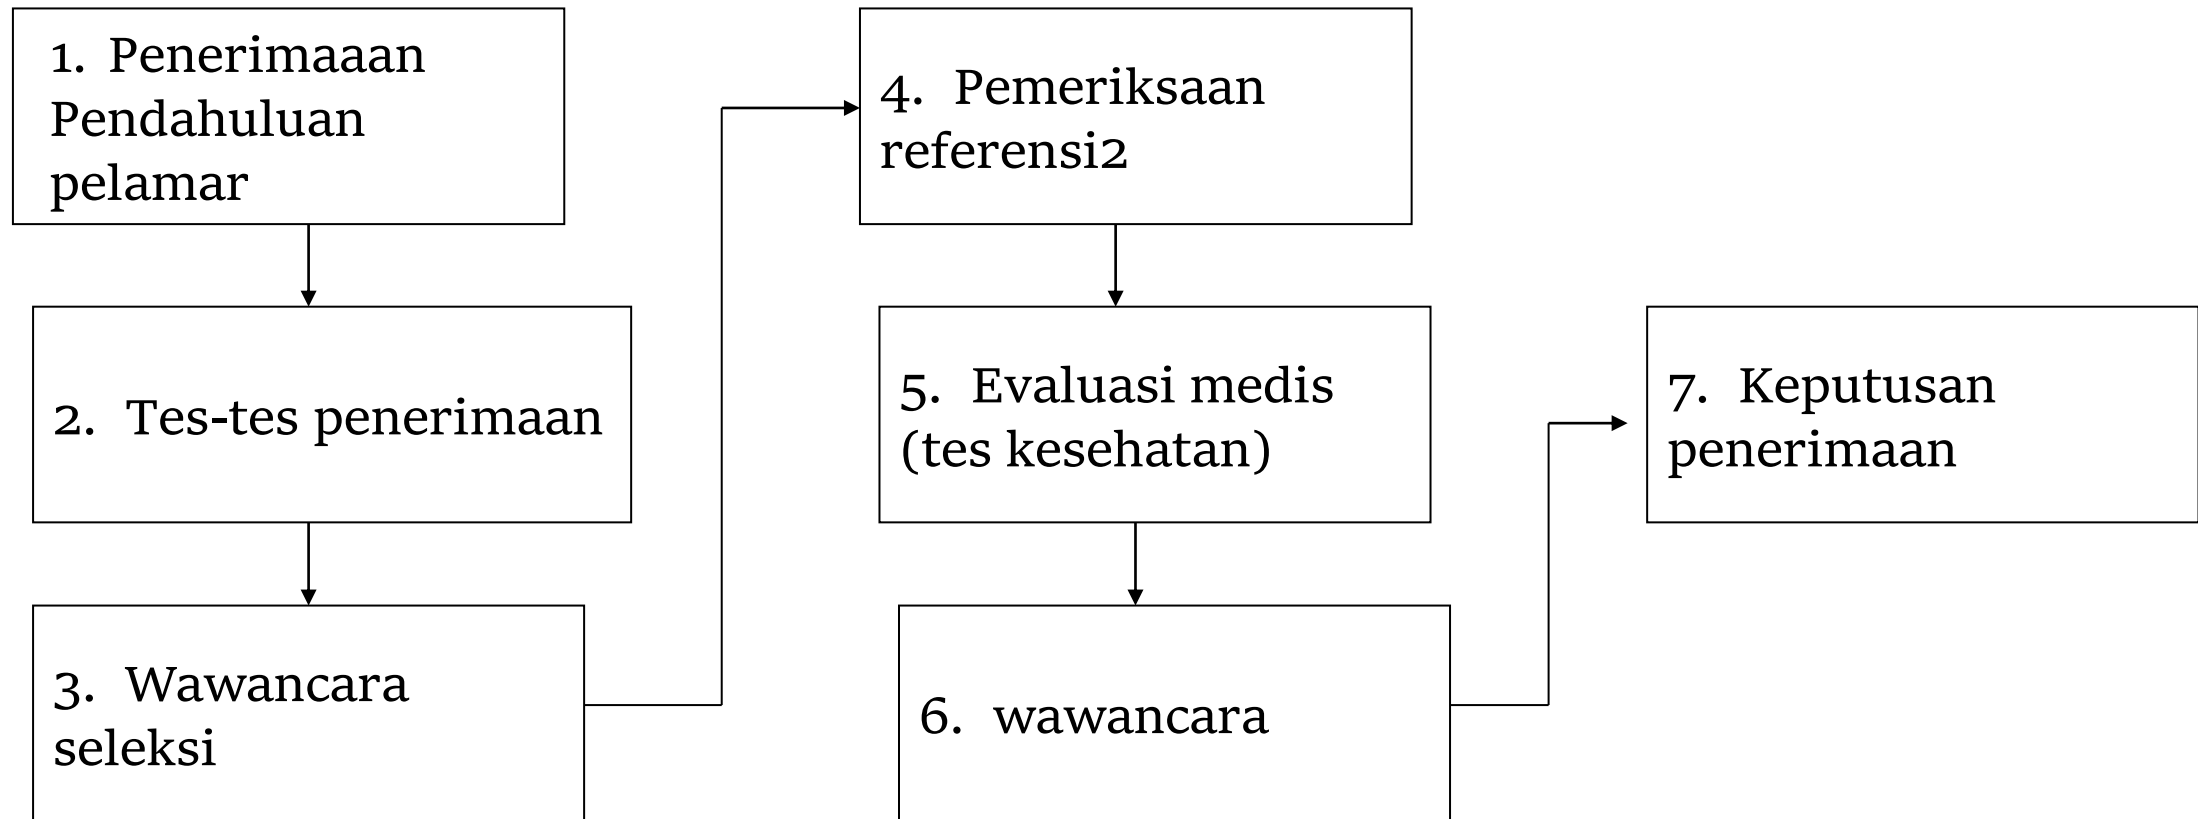 1. Penerimaaan
Pendahuluan
pelamar
2. Tes-tes penerimaan
3. Wawancara
seleksi
4. Pemeriksaan
referensi2
5. Evaluasi medis
(tes kesehatan)
6. wawancara
7. Keputusan
penerimaan